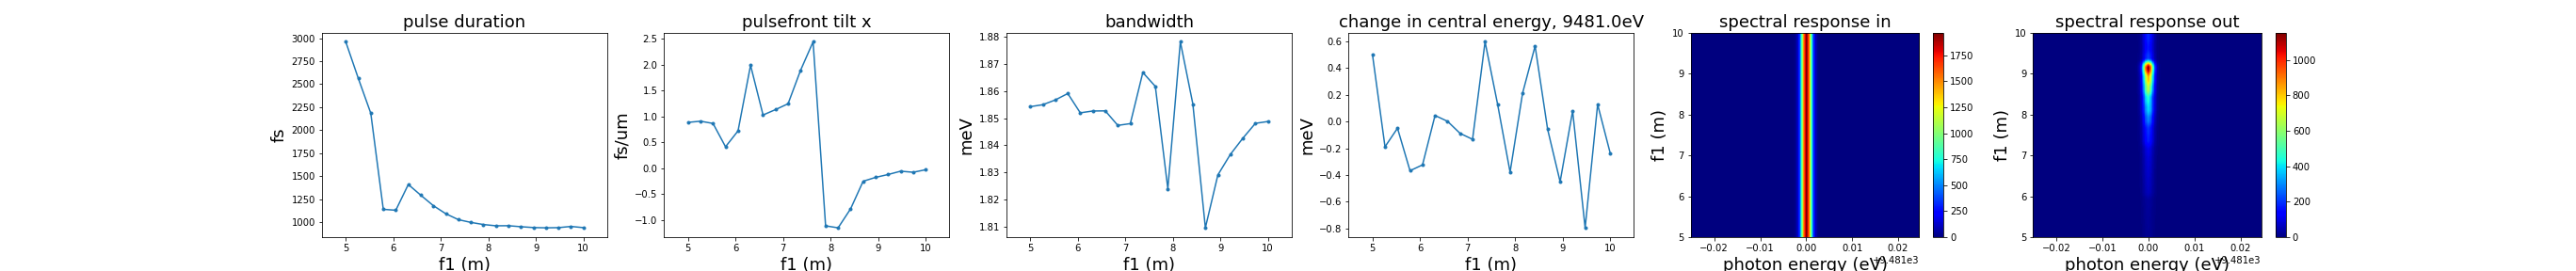 pulse duration
3000
2750
2500
2250
2000
1750
1500
1250
1000
fs
5 6 7 8 9 10
f1 (m)
pulsefront tilt x
2.5
2.0
1.5
1.0
0.5
0.0
−0.5
−1.0
fs/um
5 6 7 8 9 10
f1 (m)
bandwidth
1.88
1.87
1.86
1.85
1.84
1.83
1.82
1.81
meV
5 6 7 8 9 10
f1 (m)
change in central energy, 9481.0eV
0.6
0.4
0.2
0.0
−0.2
−0.4
−0.6
−0.8
meV
5 6 7 8 9 10
f1 (m)
spectral response in
10
9
8
7
6
5
f1 (m)
−0.02 −0.01 0.00 0.01 0.02
+9.481e3
photon energy (eV)
1750
1500
1250
1000
750
500
250
0
spectral response out
10
9
8
7
6
5
f1 (m)
−0.02 −0.01 0.00 0.01 0.02
+9.481e3
photon energy (eV)
1000
800
600
400
200
0